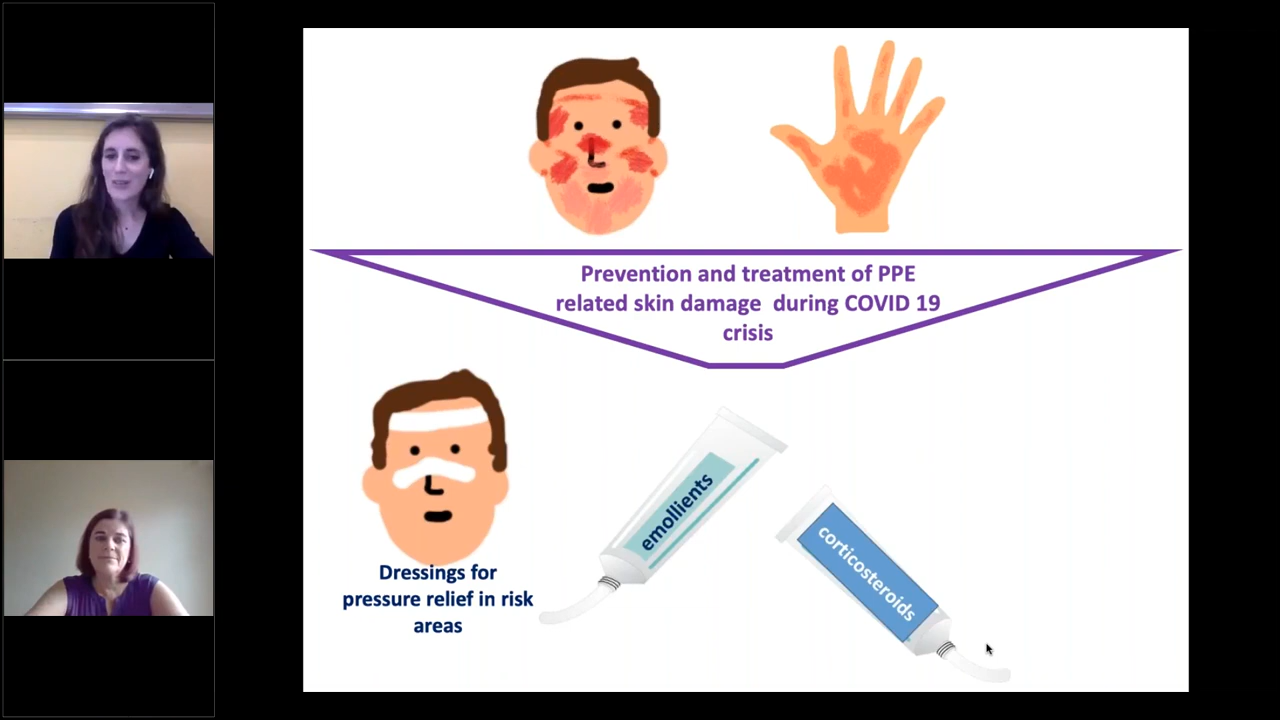 Prevention and treatment of PPE
related skin damage during COVID 19
crisis
emollients
corticosteroids
Dressings for
pressure relief in risk
areas